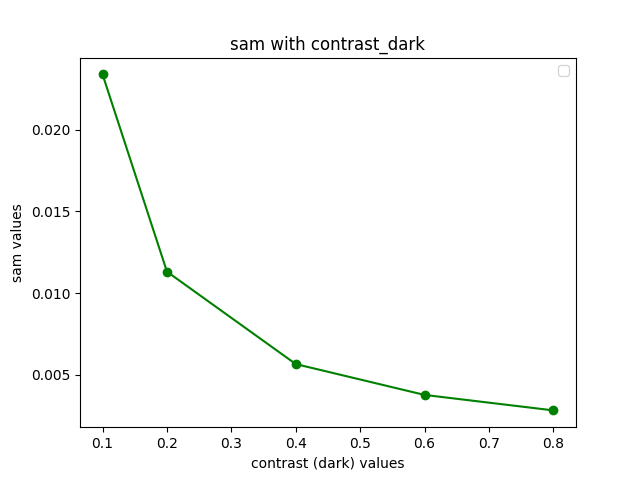 sam with contrast_dark
sam values
0.020
0.015
0.010
0.005
0.1 0.2 0.3 0.4 0.5 0.6 0.7 0.8
contrast (dark) values